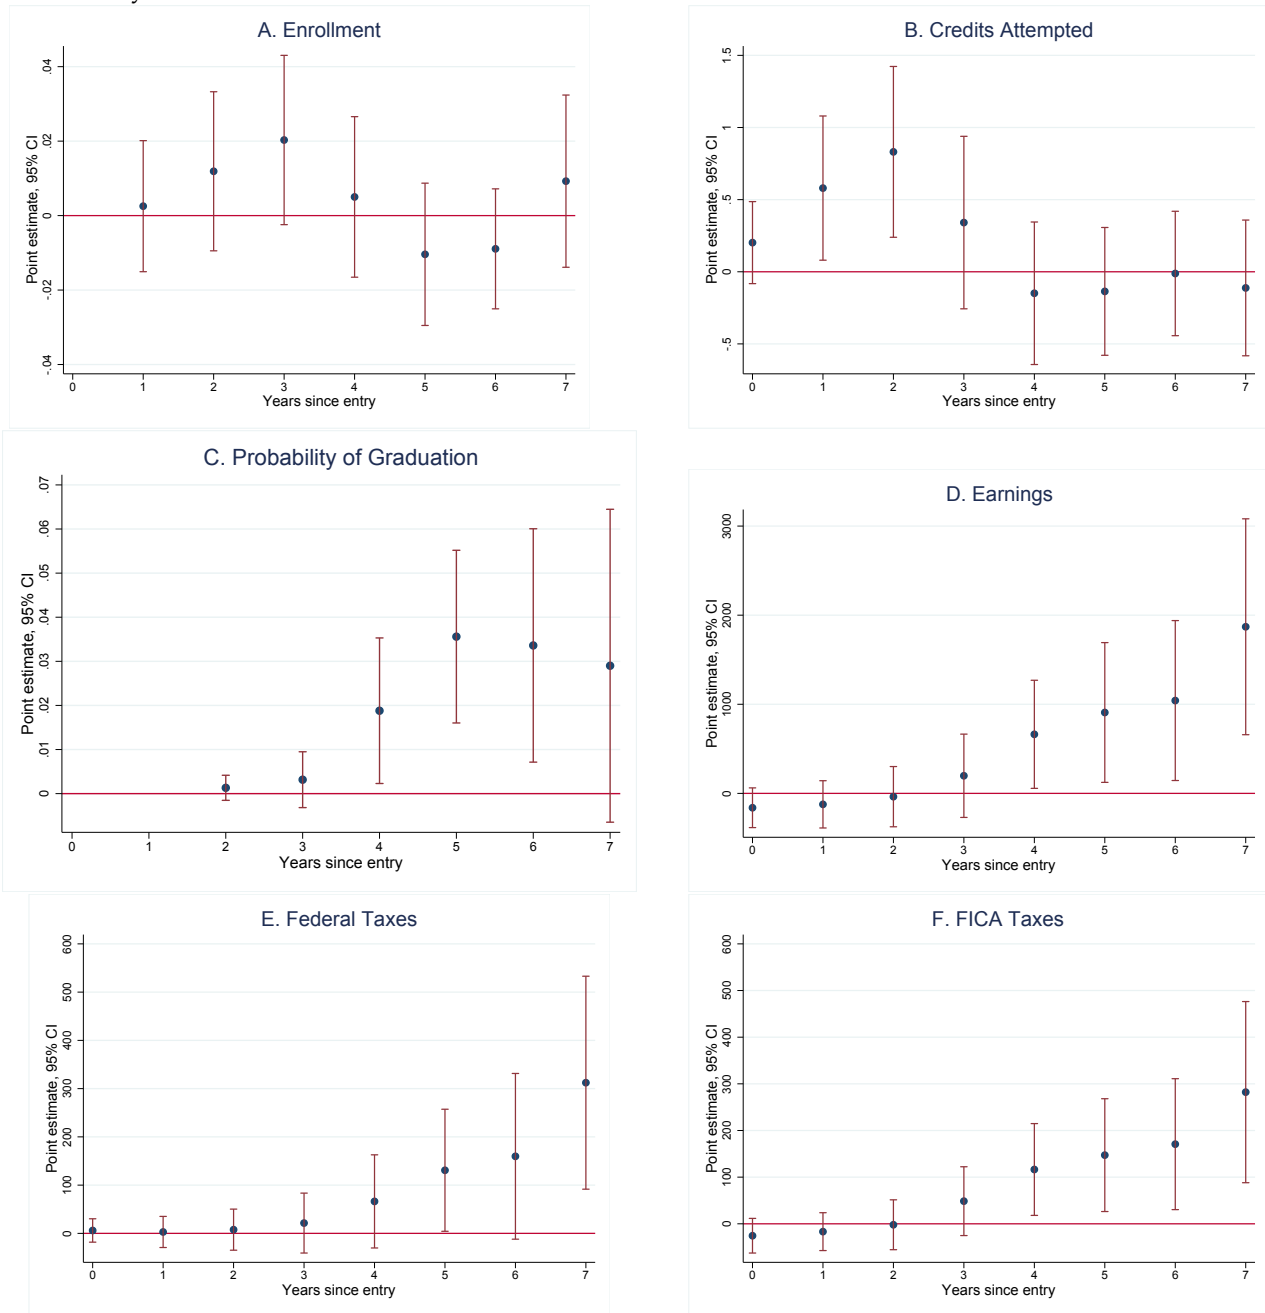 A. Enrollment
Point estimate, 95% CI
.04
.02
0
-.02
-.04
0 1 2 3 4 5 6 7
Years since entry
B. Credits Attempted
Point estimate, 95% CI
1.5
1
.5
0
-.5
0 1 2 3 4 5 6 7
Years since entry
C. Probability of Graduation
Point estimate, 95% CI
.07
.06
.05
.04
.03
.02
.01
0
0 1 2 3 4 5 6 7
Years since entry
D. Earnings
Point estimate, 95% CI
3000
2000
1000
0
0 1 2 3 4 5 6 7
Years since entry
E. Federal Taxes
Point estimate, 95% CI
600
500
400
300
200
100
0
0 1 2 3 4 5 6 7
Years since entry
F. FICA Taxes
Point estimate, 95% CI
600
500
400
300
200
100
0
0 1 2 3 4 5 6 7
Years since entry